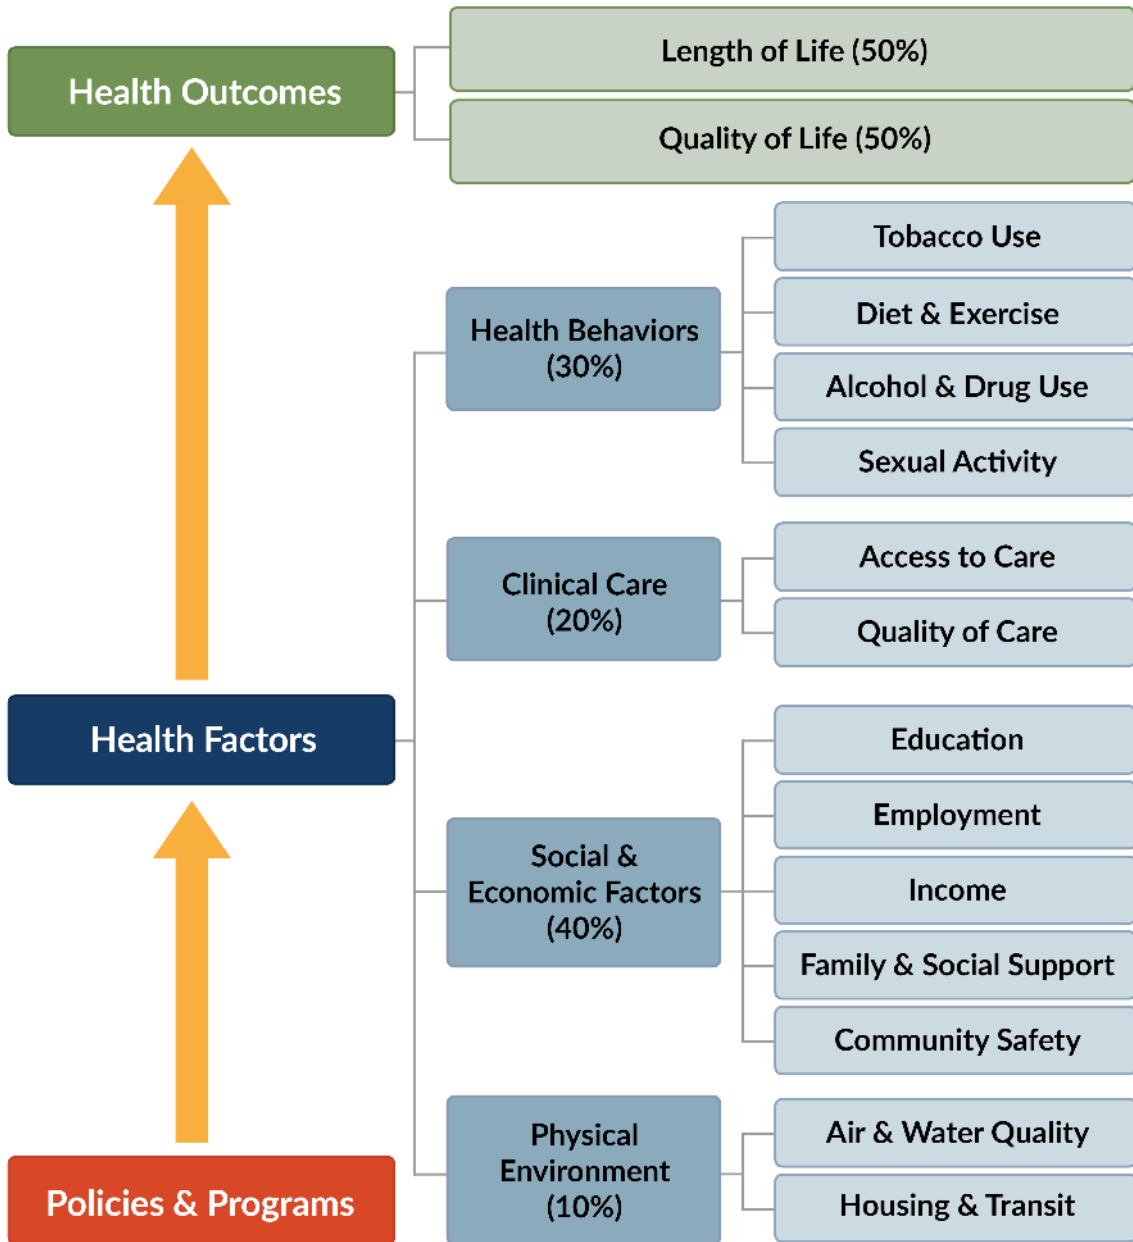 Health Outcomes
Length of Life (50%)
Quality of Life (50%)
Health Factors
Health Behaviors
(30%)
Tobacco Use
Diet & Exercise
Alcohol & Drug Use
Sexual Activity
Clinical Care
(20%)
Access to Care
Quality of Care
Social &
Economic Factors
(40%)
Education
Employment
Income
Family & Social Support
Community Safety
Physical
Environment
(10%)
Air & Water Quality
Housing & Transit
Policies & Programs